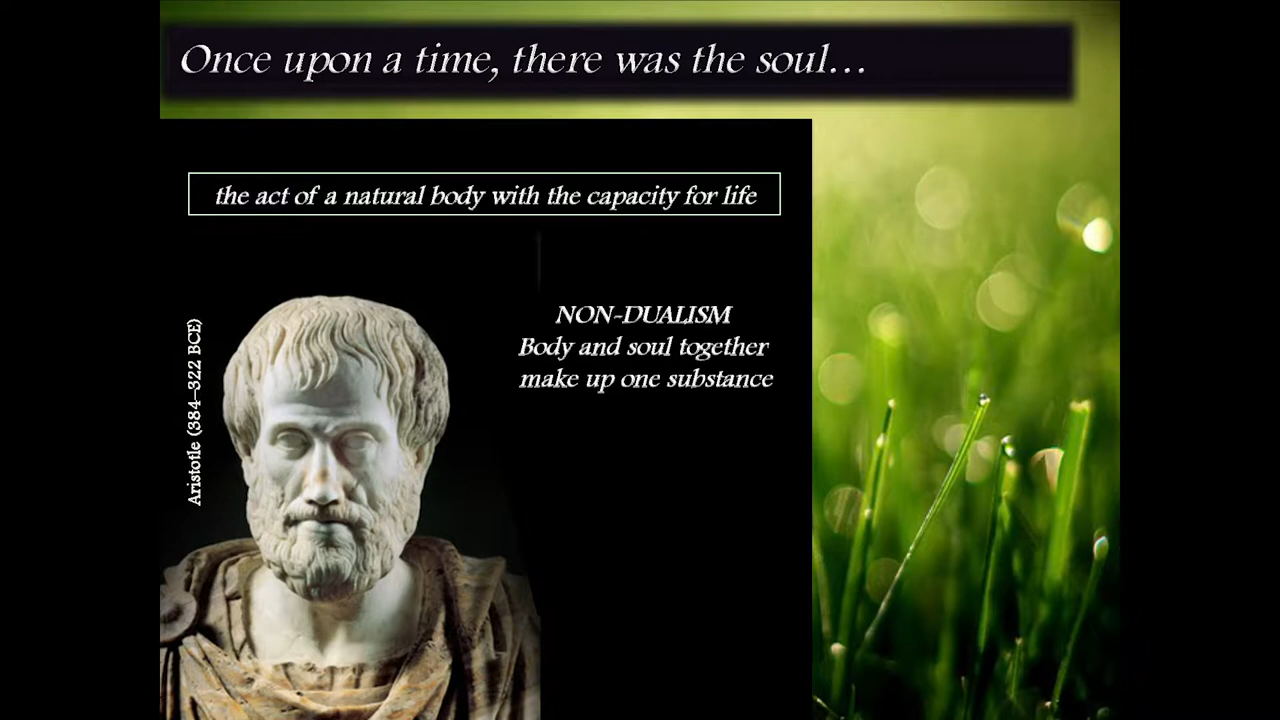 Once upon a time, there was the soul...
the act of a natural body with the capacity for life
NON-DUALISM
Body and soul together
make up one substance
Aristotle (384–322 BCE)